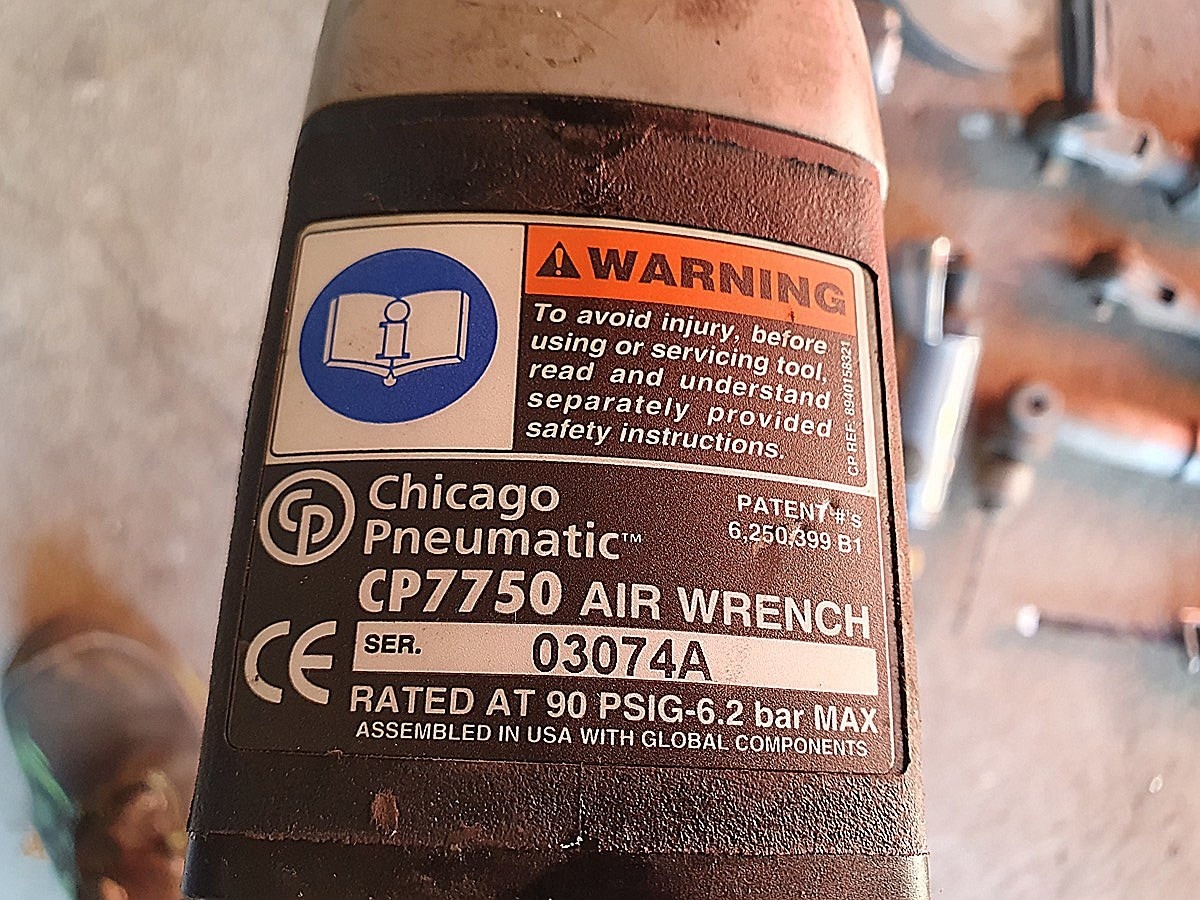 WARNING
To avoid injury, before
using or servicing tool,
read and understand
separately provided
safety instructions.
CP REF. 8940158321
CP
Chicago
Pneumatic™
PATENT #'s
6,250,399 B1
CP7750 AIR WRENCH
CE
SER. 03074A
RATED AT 90 PSIG-6.2 bar MAX
ASSEMBLED IN USA WITH GLOBAL COMPONENTS